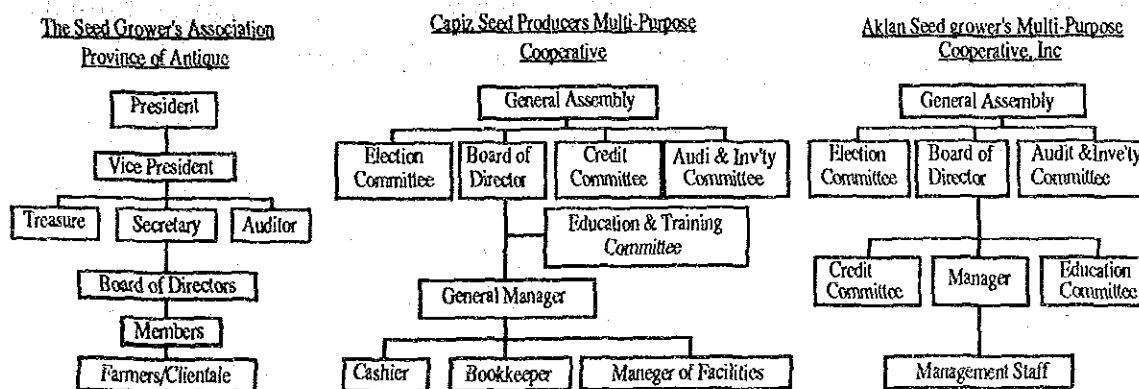 The Seed Grower's Association
Province of Antique
President
Vice President
Treasure
Secretary
Auditor
Board of Directors
Members
Farmers/Clientale
Capiz Seed Producers Multi-Purpose
Cooperative
General Assembly
Election
Committee
Board of
Director
Credit
Committee
Audi & Inv'ty
Committee
Education & Training
Committee
General Manager
Cashier
Bookkeeper
Maneger of Facilities
Aklan Seed grower's Multi-Purpose
Cooperative, Inc
General Assembly
Election
Committee
Board of
Director
Audit &Inve'ty
Committee
Credit
Committee
Manager
Education
Committee
Management Staff